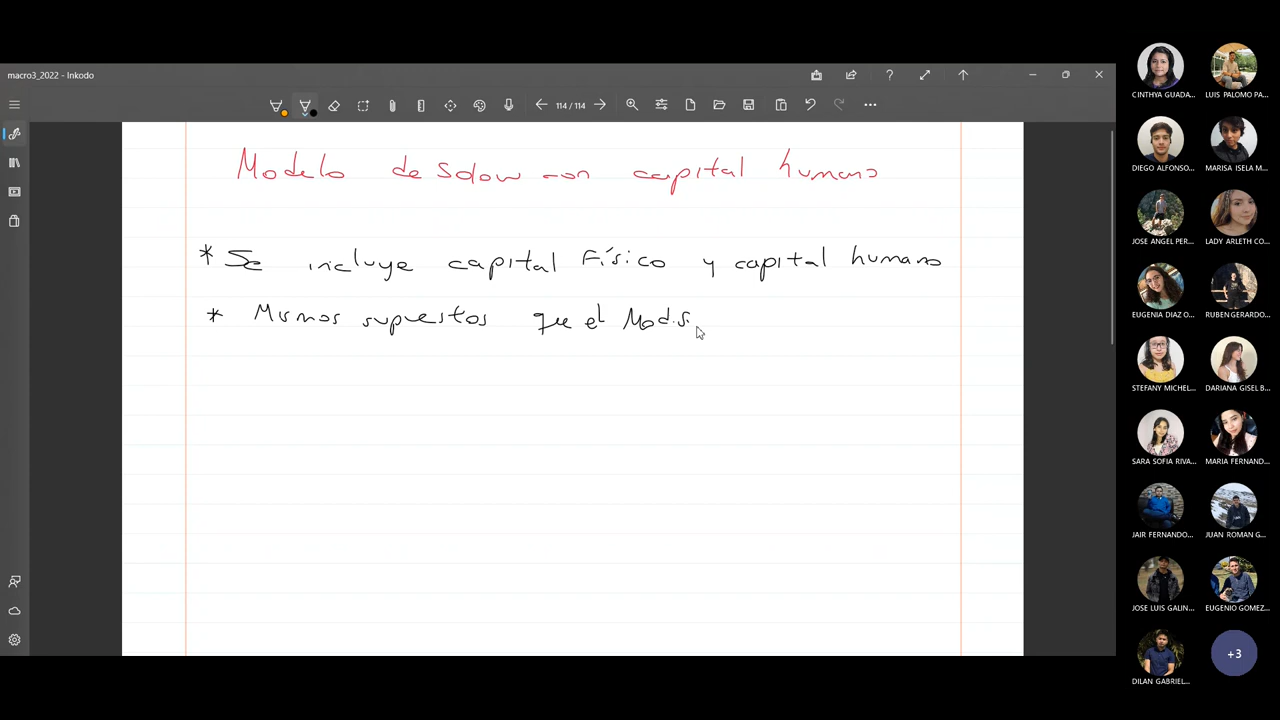 macro3_2022 - Inkodo
114 / 114
Modelo de Solow con capital humano
* Se incluye capital Físico y capital humano
* Mismos supuestos que el Mod.S.
CINTHYA GUADA...
LUIS PALOMO PA...
DIEGO ALFONSO...
MARISA ISELA M...
JOSE ANGEL PER...
LADY ARLETH CO...
EUGENIA DIAZ O...
RUBEN GERARDO...
STEFANY MICHEL...
DARIANA GISEL B...
SARA SOFIA RIVA...
MARIA FERNAND...
JAIR FERNANDO...
JUAN ROMAN G...
JOSE LUIS GALIN...
EUGENIO GOMEZ...
DILAN GABRIEL...
+3